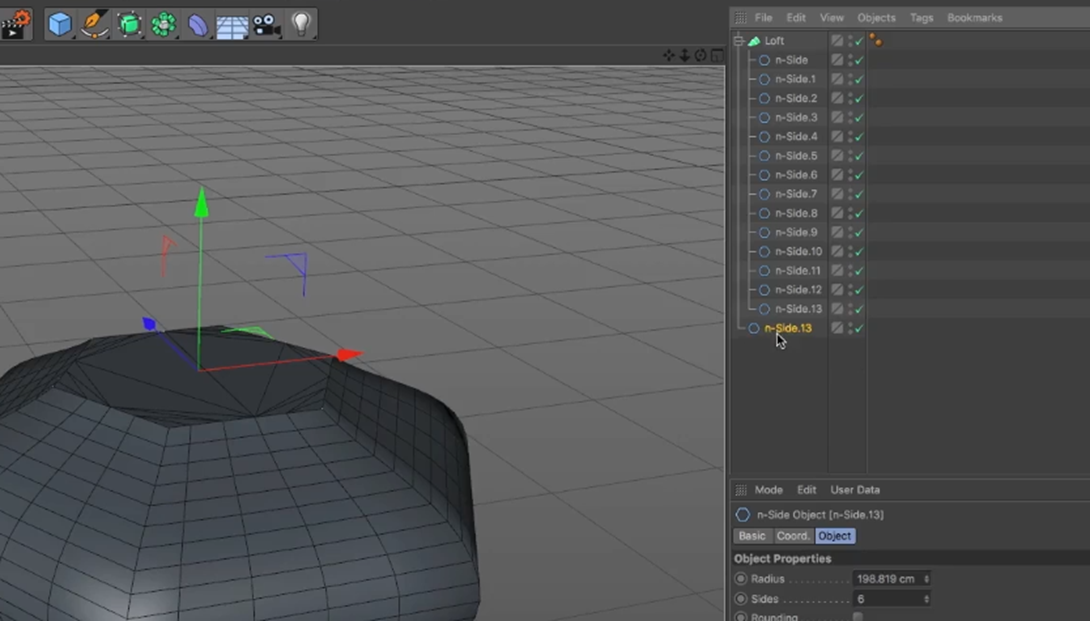 File Edit View Objects Tags Bookmarks
Loft
n-Side
n-Side.1
n-Side.2
n-Side.3
n-Side.4
n-Side.5
n-Side.6
n-Side.7
n-Side.8
n-Side.9
n-Side.10
n-Side.11
n-Side.12
n-Side.13
n-Side.13
Mode Edit User Data
n-Side Object [n-Side.13]
Basic Coord. Object
Object Properties
Radius 198.819 cm
Sides 6
Rounding